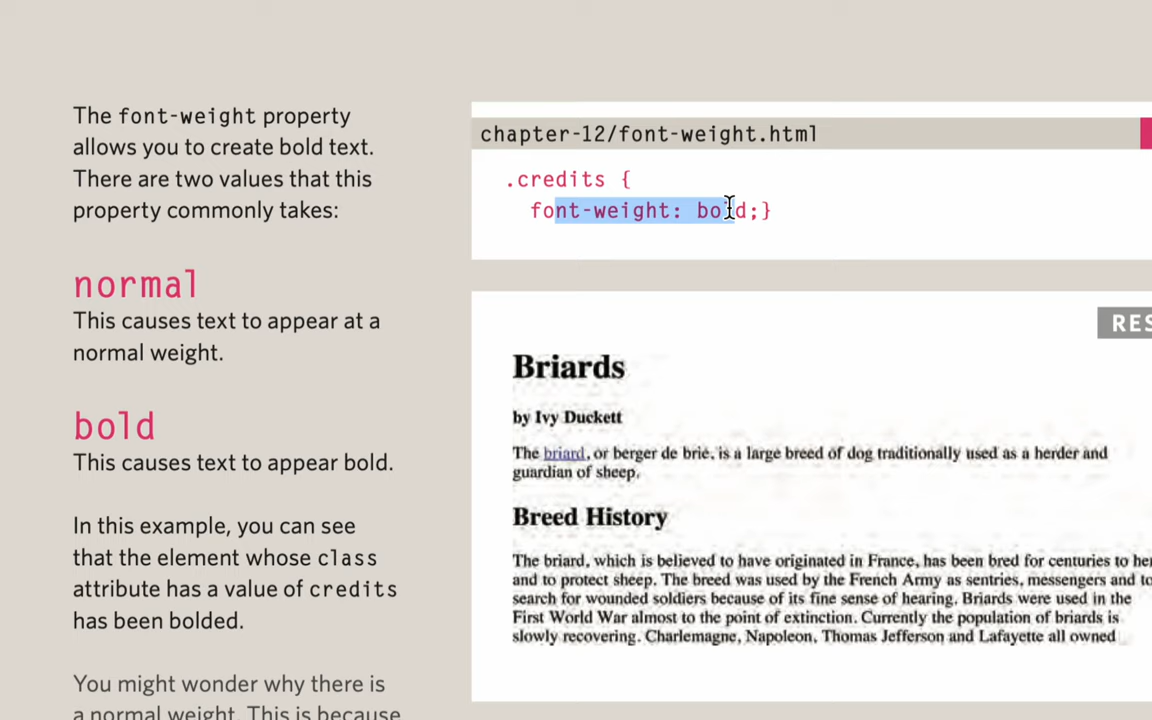 The font-weight property
allows you to create bold text.
There are two values that this
property commonly takes:
normal
This causes text to appear at a
normal weight.
bold
This causes text to appear bold.
In this example, you can see
that the element whose class
attribute has a value of credits
has been bolded.
You might wonder why there is
a normal weight. This is because
chapter-12/font-weight.html
.credits {
font-weight: bold;}
RES
Briards
by Ivy Duckett
The briard, or berger de brie, is a large breed of dog traditionally used as a herder and
guardian of sheep.
Breed History
The briard, which is believed to have originated in France, has been bred for centuries to her
and to protect sheep. The breed was used by the French Army as sentries, messengers and to
search for wounded soldiers because of its fine sense of hearing. Briards were used in the
First World War almost to the point of extinction. Currently the population of briards is
slowly recovering. Charlemagne, Napoleon, Thomas Jefferson and Lafayette all owned